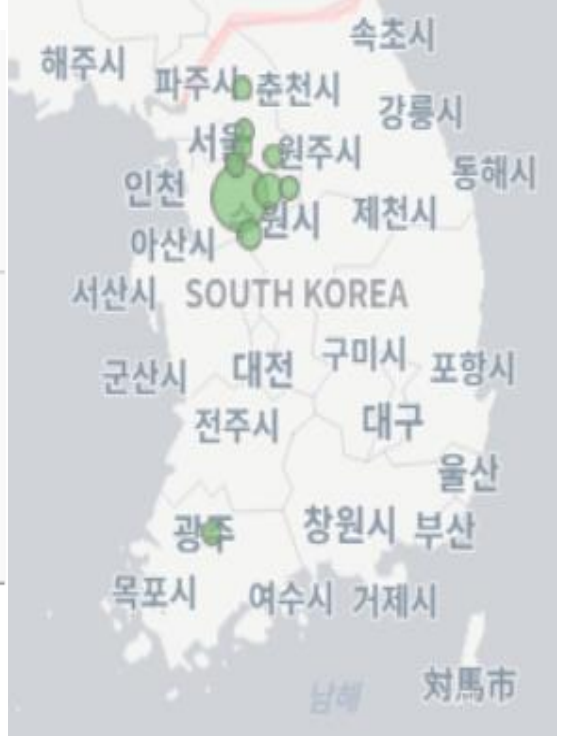 속초시
해주시
파주시
춘천시
강릉시
서울
원주시
동해시
인천
제천시
원시
아산시
서산시
SOUTH KOREA
구미시
대전
포항시
군산시
대구
전주시
울산
창원시
부산
광주
목포시
여수시
거제시
対馬市
남해